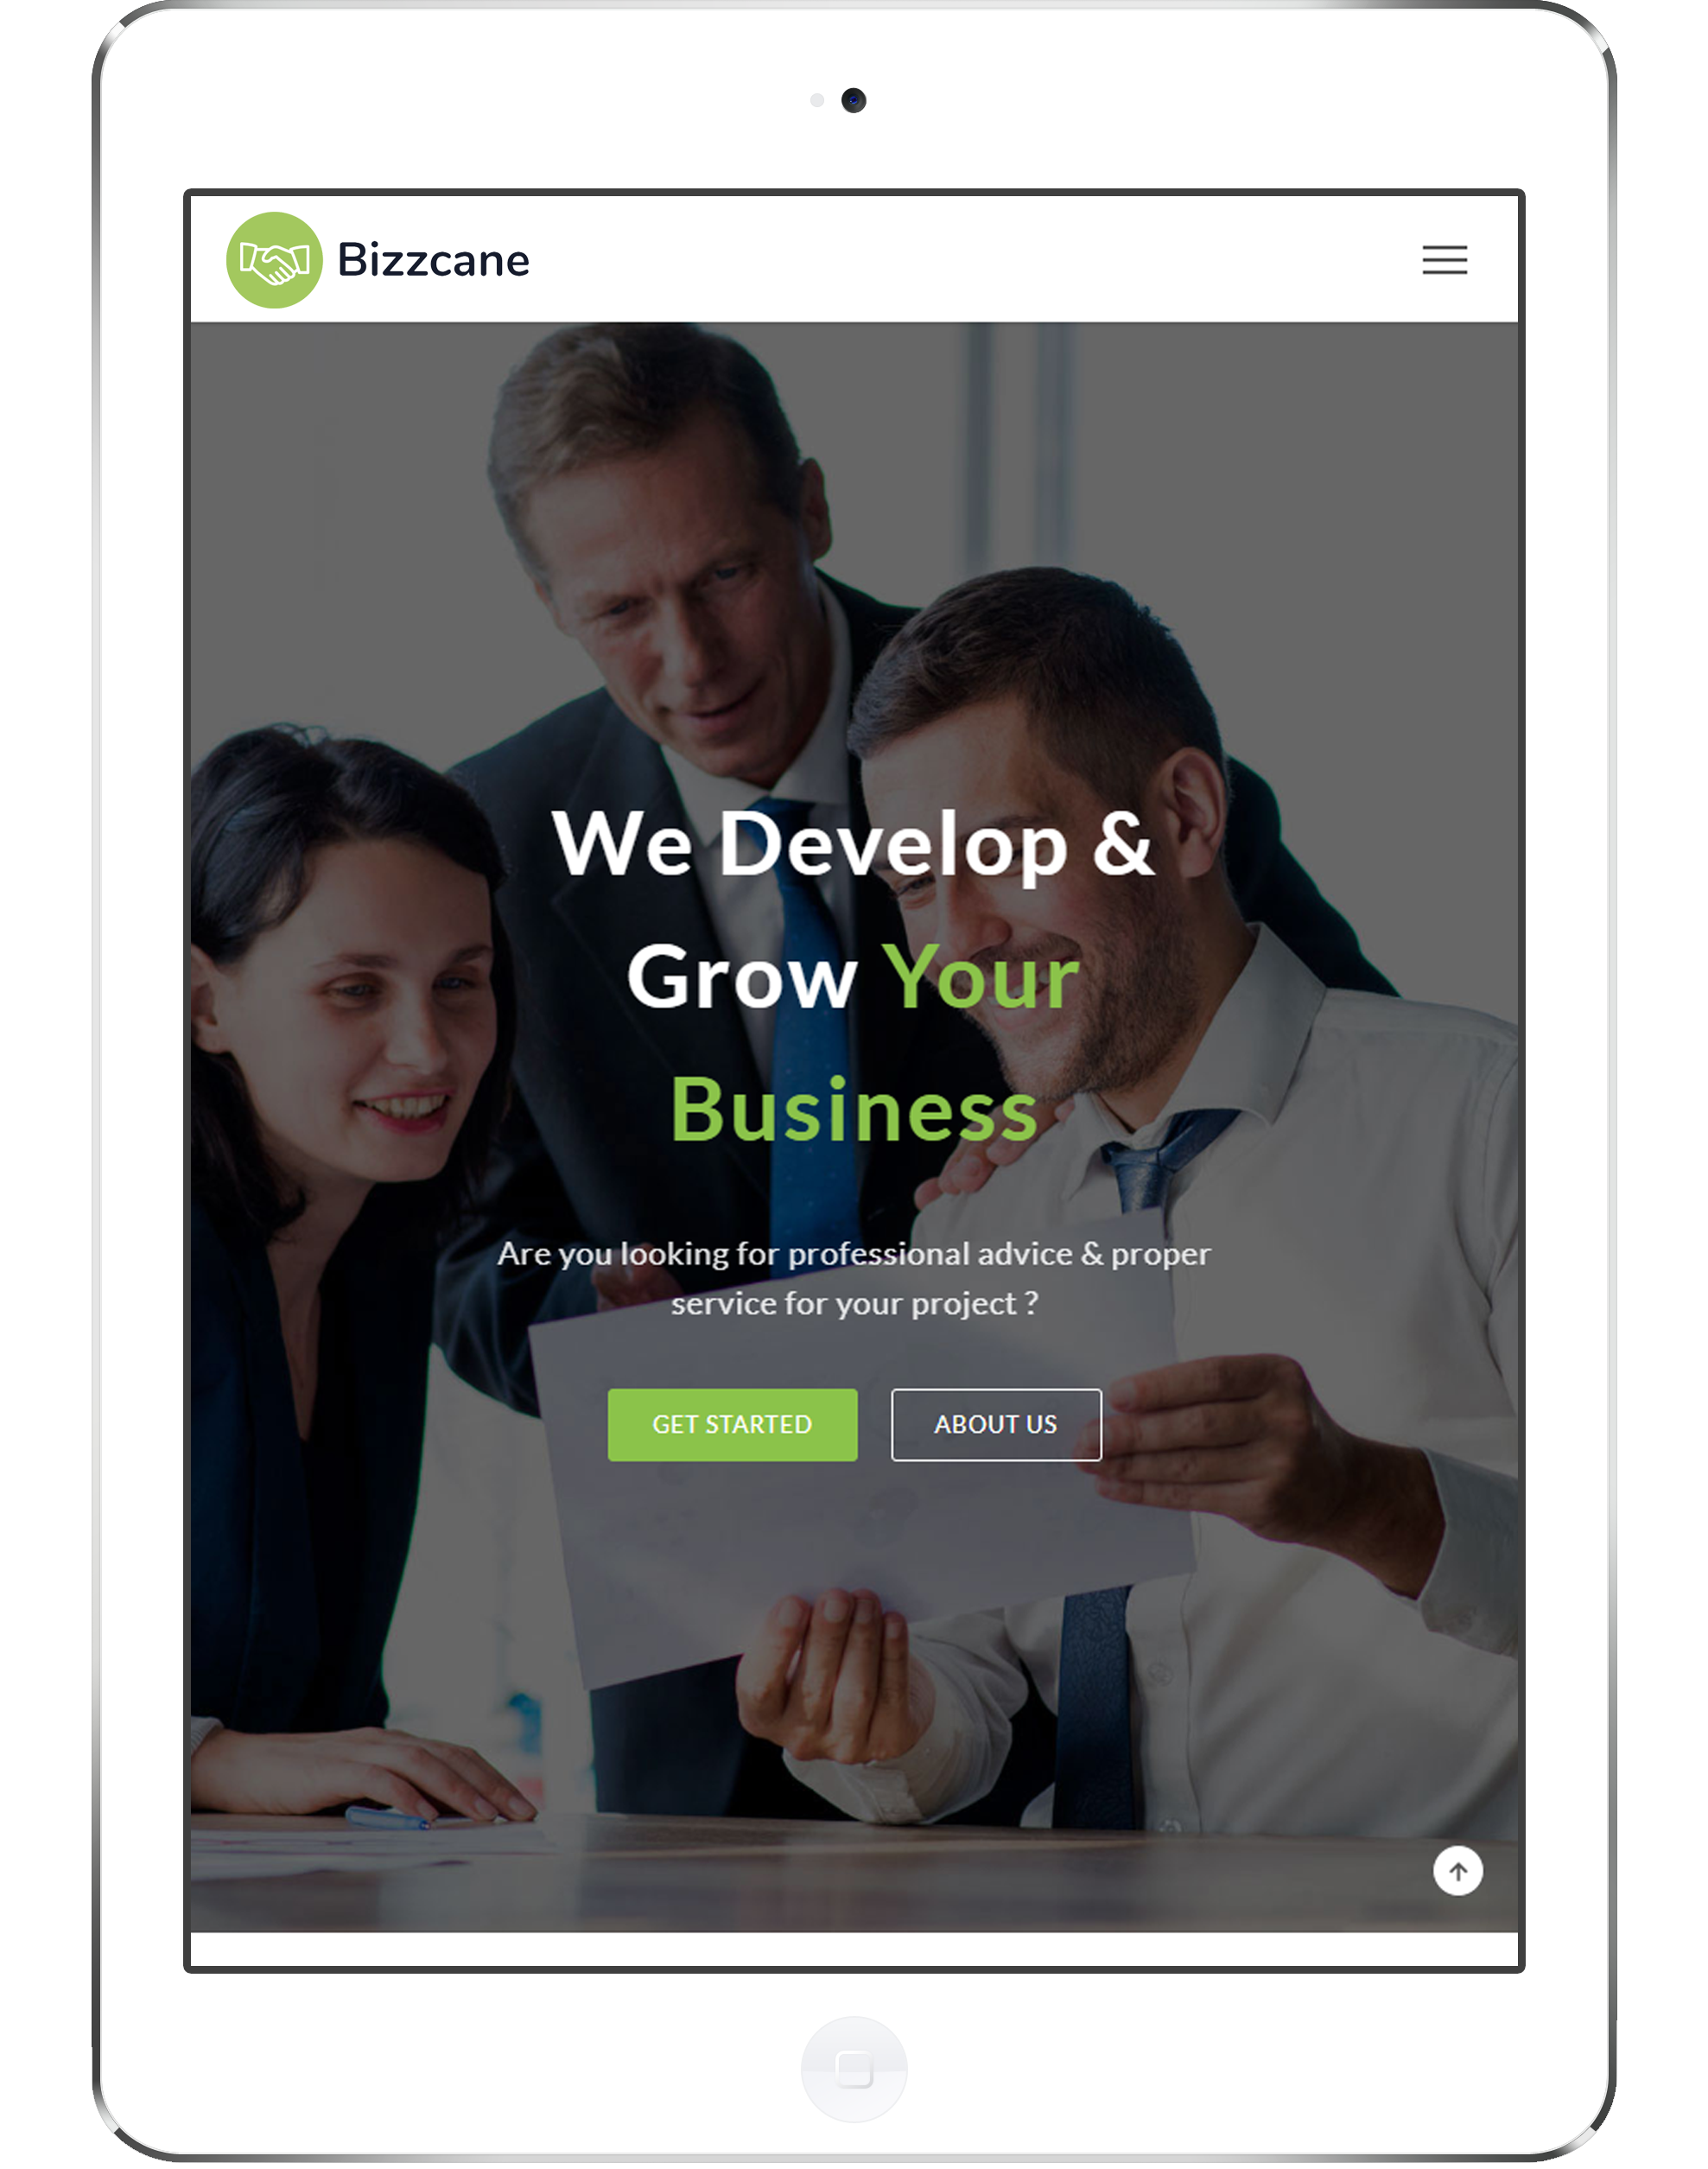 Bizzcane
We Develop &
Grow Your
Business
Are you looking for professional advice & proper
service for your project ?
GET STARTED
ABOUT US